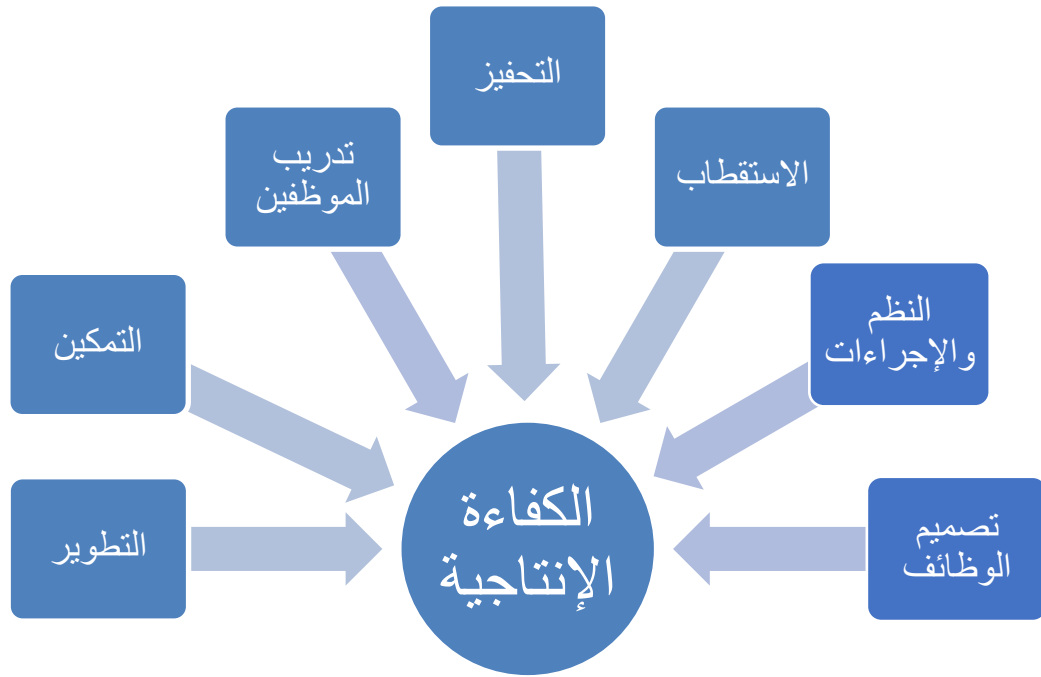 التحفيز
الاستقطاب
تدريب
الموظفين
النظم
والإجراءات
التمكين
تصميم
الوظائف
التطوير
الكفاءة
الإنتاجية